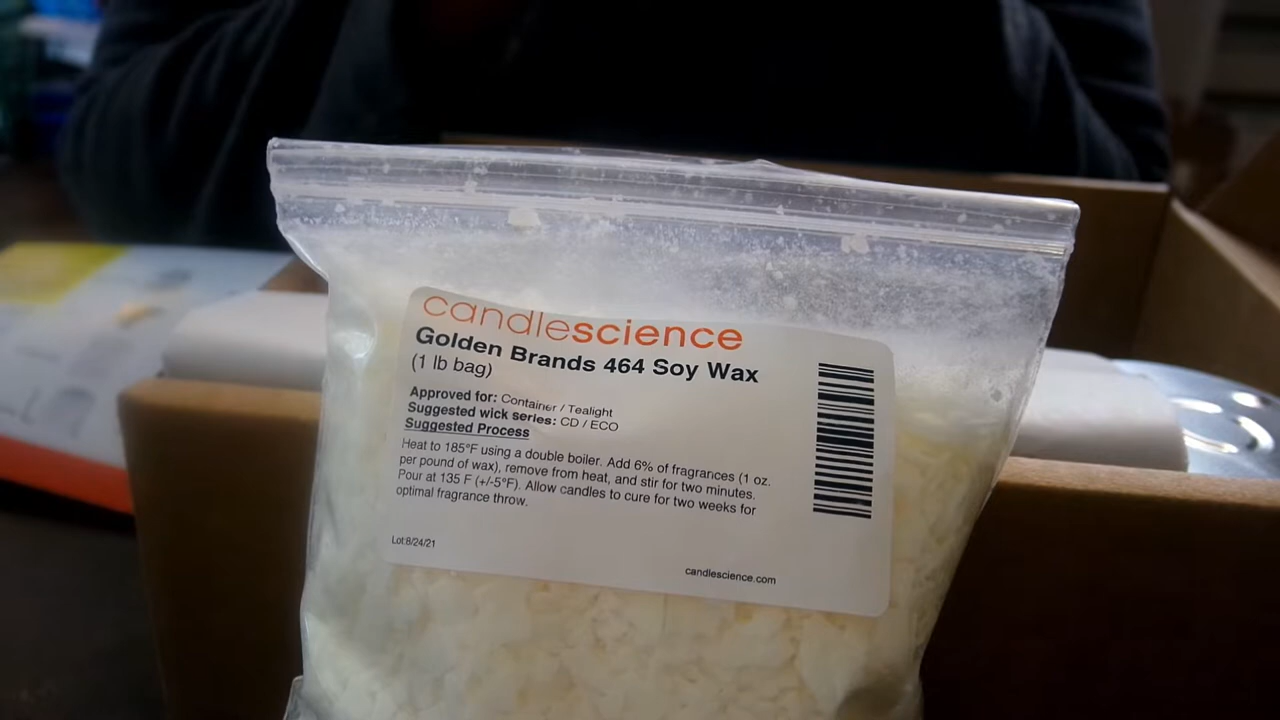 candlescience
Golden Brands 464 Soy Wax
(1 lb bag)
Approved for: Container / Tealight
Suggested wick series: CD / ECO
Suggested Process
Heat to 185°F using a double boiler. Add 6% of fragrances (1 oz.
per pound of wax), remove from heat, and stir for two minutes.
Pour at 135 F (+/-5°F). Allow candles to cure for two weeks for
optimal fragrance throw.
Lot:8/24/21
candlescience.com